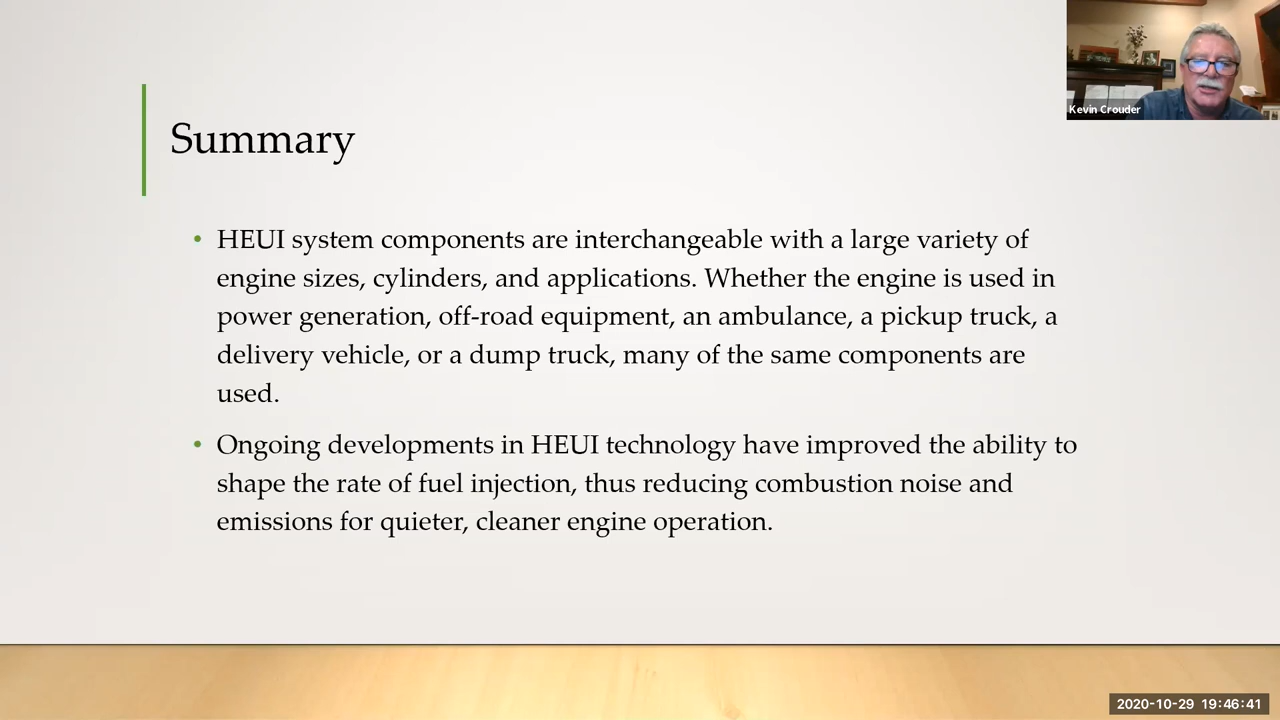 Kevin Crouder
Summary
• HEUI system components are interchangeable with a large variety of
engine sizes, cylinders, and applications. Whether the engine is used in
power generation, off-road equipment, an ambulance, a pickup truck, a
delivery vehicle, or a dump truck, many of the same components are
used.
• Ongoing developments in HEUI technology have improved the ability to
shape the rate of fuel injection, thus reducing combustion noise and
emissions for quieter, cleaner engine operation.
2020-10-29 19:46:41